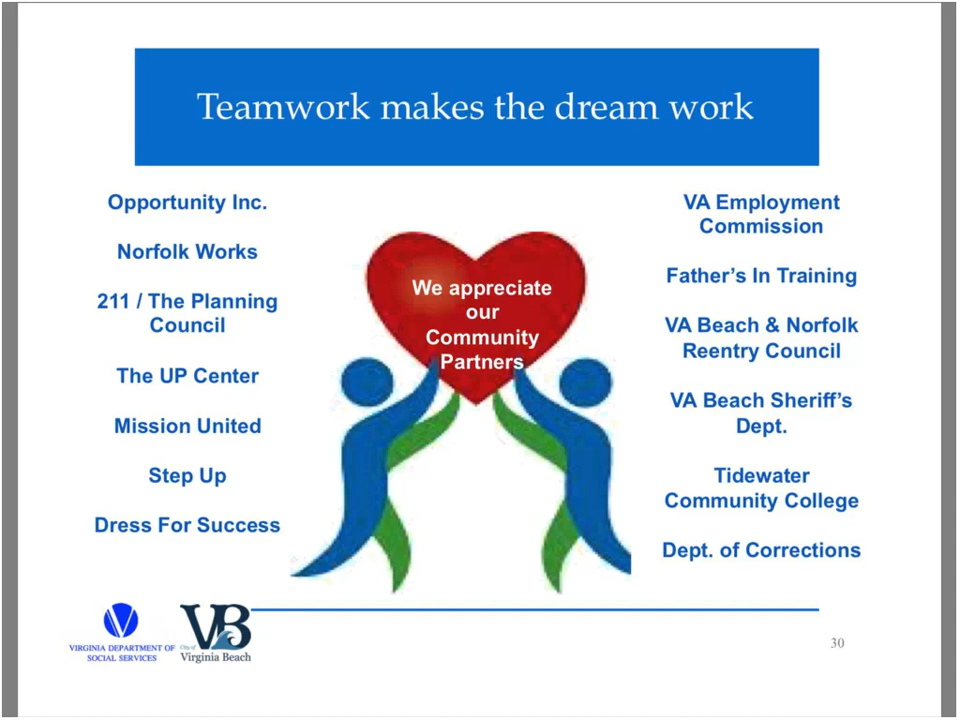 Teamwork makes the dream work
Opportunity Inc.
Norfolk Works
211 / The Planning
Council
The UP Center
Mission United
Step Up
Dress For Success
We appreciate
our
Community
Partners
VA Employment
Commission
Father's In Training
VA Beach & Norfolk
Reentry Council
VA Beach Sheriff's
Dept.
Tidewater
Community College
Dept. of Corrections
VIRGINIA DEPARTMENT OF
SOCIAL SERVICES
VB
City of
Virginia Beach
30